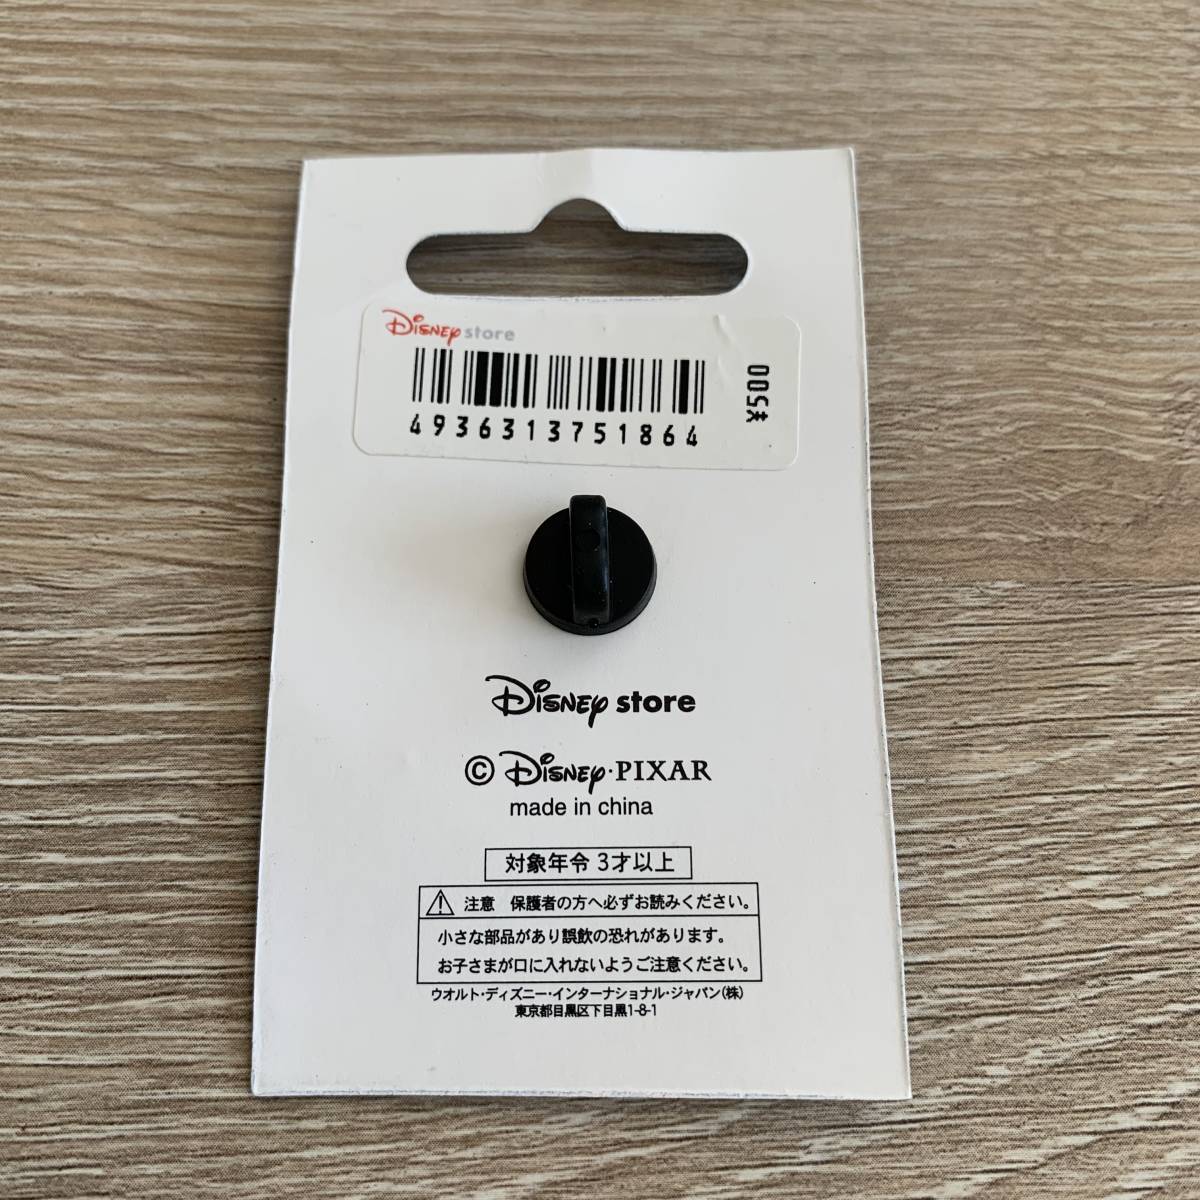 Disney store
4936313751864
¥500
Disney store
© Disney·PIXAR
made in china
対象年令 3才以上
注意 保護者の方へ必ずお読みください。
小さな部品があり誤飲の恐れがあります。
お子さまが口に入れないようご注意ください。
ウオルト・ディズニー・インターナショナル・ジャパン(株)
東京都目黒区下目黒1-8-1